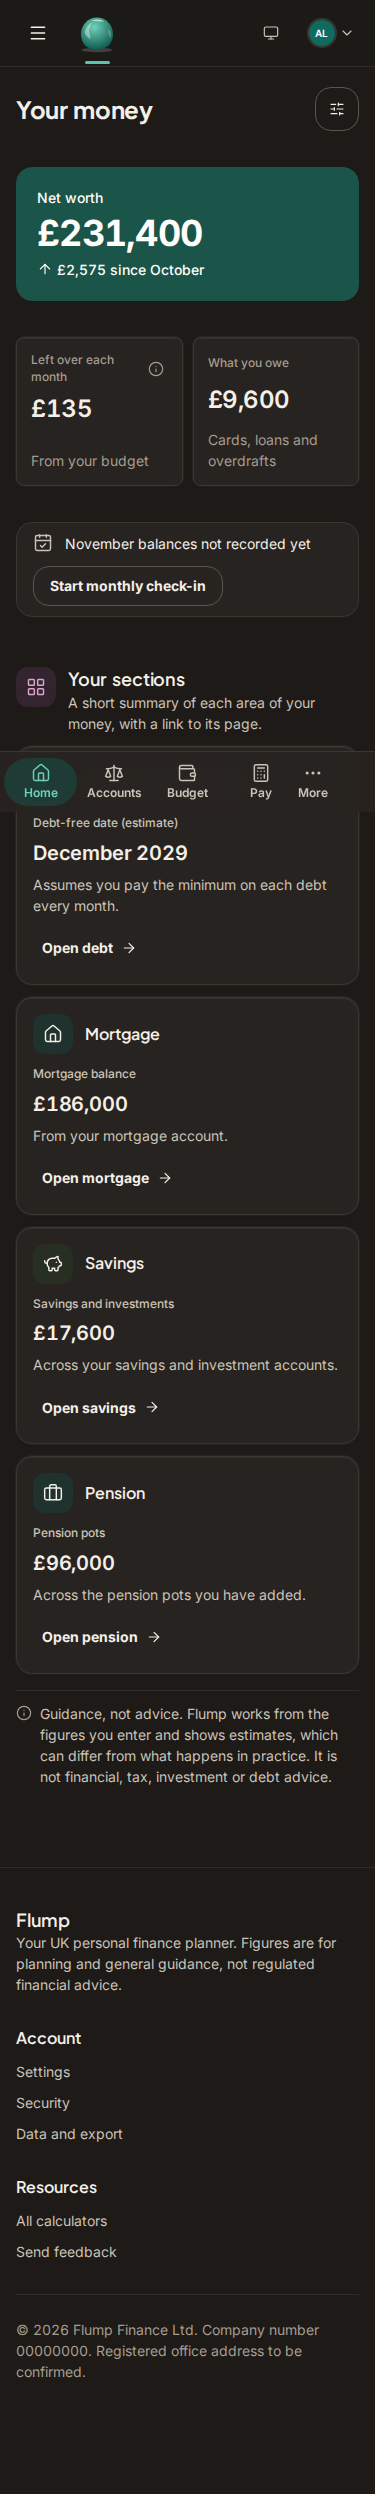 AL
Your money
Net worth
£231,400
£2,575 since October
Left over each
month
£135
From your budget
What you owe
£9,600
Cards, loans and
overdrafts
November balances not recorded yet
Start monthly check-in
Your sections
A short summary of each area of your
money, with a link to its page.
Home
Accounts
Budget
Pay
More
Debt-free date (estimate)
December 2029
Assumes you pay the minimum on each debt
every month.
Open debt
Mortgage
Mortgage balance
£186,000
From your mortgage account.
Open mortgage
Savings
Savings and investments
£17,600
Across your savings and investment accounts.
Open savings
Pension
Pension pots
£96,000
Across the pension pots you have added.
Open pension
Guidance, not advice. Flump works from the
figures you enter and shows estimates, which
can differ from what happens in practice. It is
not financial, tax, investment or debt advice.
Flump
Your UK personal finance planner. Figures are for
planning and general guidance, not regulated
financial advice.
Account
Settings
Security
Data and export
Resources
All calculators
Send feedback
© 2026 Flump Finance Ltd. Company number
00000000. Registered office address to be
confirmed.